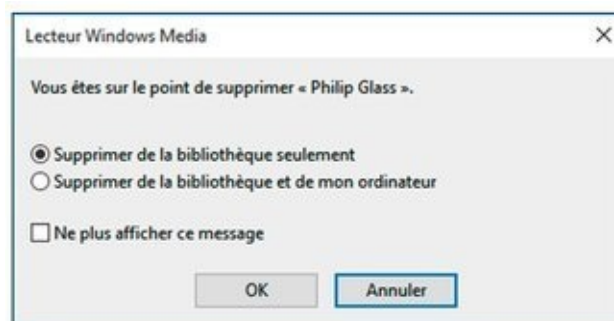 Lecteur Windows Media
Vous êtes sur le point de supprimer « Philip Glass ».
Supprimer de la bibliothèque seulement
Supprimer de la bibliothèque et de mon ordinateur
Ne plus afficher ce message
OK Annuler